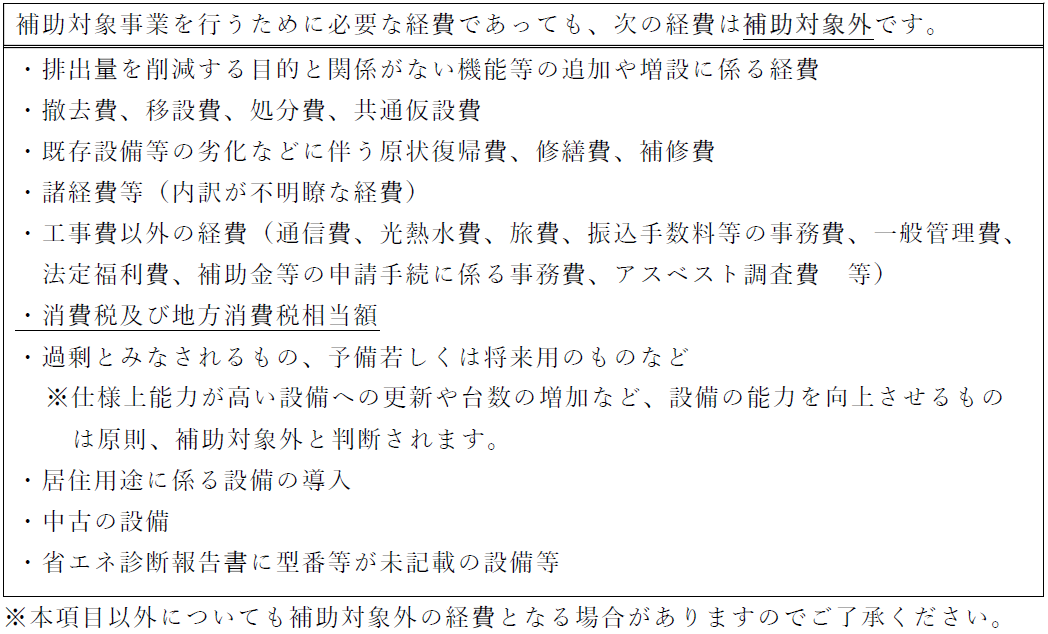 補助対象事業を行うために必要な経費であっても、次の経費は補助対象外です。
・排出量を削減する目的と関係がない機能等の追加や増設に係る経費
・撤去費、移設費、処分費、共通仮設費
・既存設備等の劣化などに伴う原状復帰費、修繕費、補修費
・諸経費等（内訳が不明瞭な経費）
・工事費以外の経費（通信費、光熱水費、旅費、振込手数料等の事務費、一般管理費、
法定福利費、補助金等の申請手続に係る事務費、アスベスト調査費　等）
・消費税及び地方消費税相当額
・過剰とみなされるもの、予備若しくは将来用のものなど
※仕様上能力が高い設備への更新や台数の増加など、設備の能力を向上させるもの
は原則、補助対象外と判断されます。
・居住用途に係る設備の導入
・中古の設備
・省エネ診断報告書に型番等が未記載の設備等
※本項目以外についても補助対象外の経費となる場合がありますのでご了承ください。